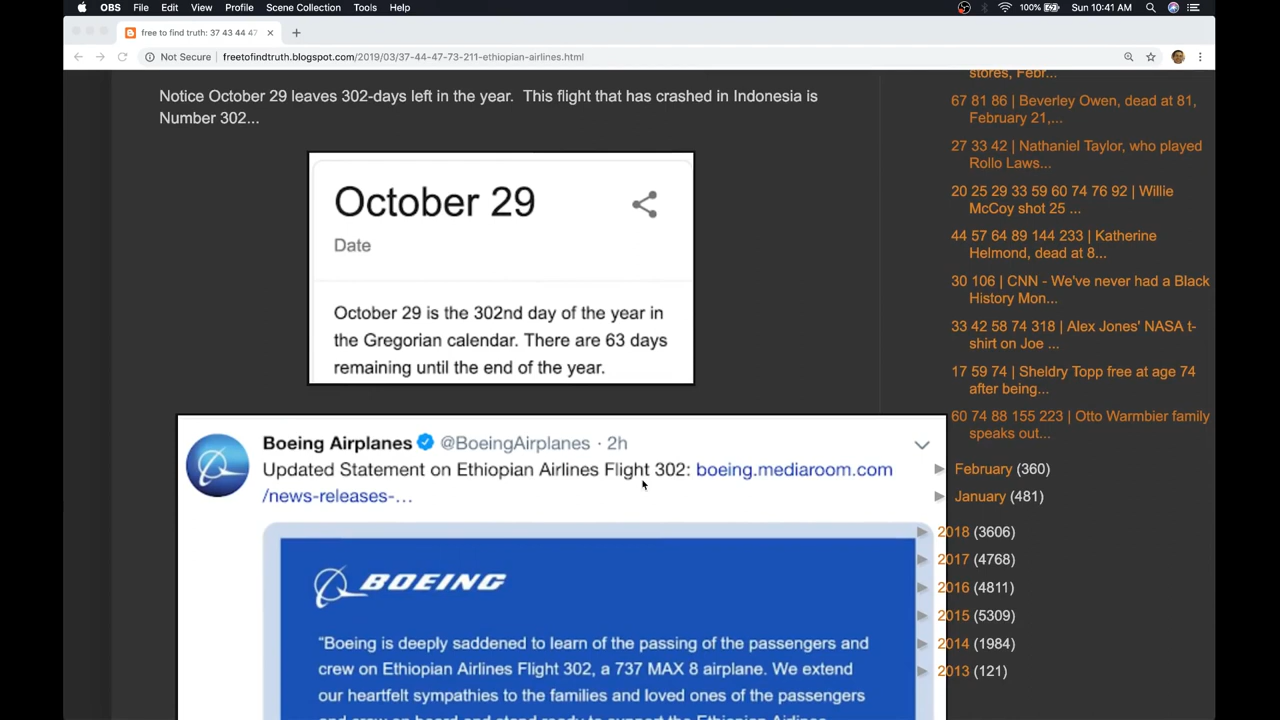 OBS File Edit View Profile Scene Collection Tools Help 100% Sun 10:41 AM
free to find truth: 37 43 44 47
Not Secure freetofindtruth.blogspot.com/2019/03/37-44-47-73-211-ethiopian-airlines.html
Notice October 29 leaves 302-days left in the year. This flight that has crashed in Indonesia is
Number 302...
October 29
Date
October 29 is the 302nd day of the year in
the Gregorian calendar. There are 63 days
remaining until the end of the year.
Boeing Airplanes @BoeingAirplanes · 2h
Updated Statement on Ethiopian Airlines Flight 302: boeing.mediaroom.com
/news-releases-…
BOEING
“Boeing is deeply saddened to learn of the passing of the passengers and
crew on Ethiopian Airlines Flight 302, a 737 MAX 8 airplane. We extend
our heartfelt sympathies to the families and loved ones of the passengers
and crew on board and stand ready to support the Ethiopian Airlines
stores, Febr...
67 81 86 | Beverley Owen, dead at 81,
February 21,...
27 33 42 | Nathaniel Taylor, who played
Rollo Laws...
20 25 29 33 59 60 74 76 92 | Willie
McCoy shot 25 ...
44 57 64 89 144 233 | Katherine
Helmond, dead at 8...
30 106 | CNN - We've never had a Black
History Mon...
33 42 58 74 318 | Alex Jones' NASA t-
shirt on Joe ...
17 59 74 | Sheldry Topp free at age 74
after being...
60 74 88 155 223 | Otto Warmbier family
speaks out...
► February (360)
► January (481)
► 2018 (3606)
► 2017 (4768)
► 2016 (4811)
► 2015 (5309)
► 2014 (1984)
► 2013 (121)